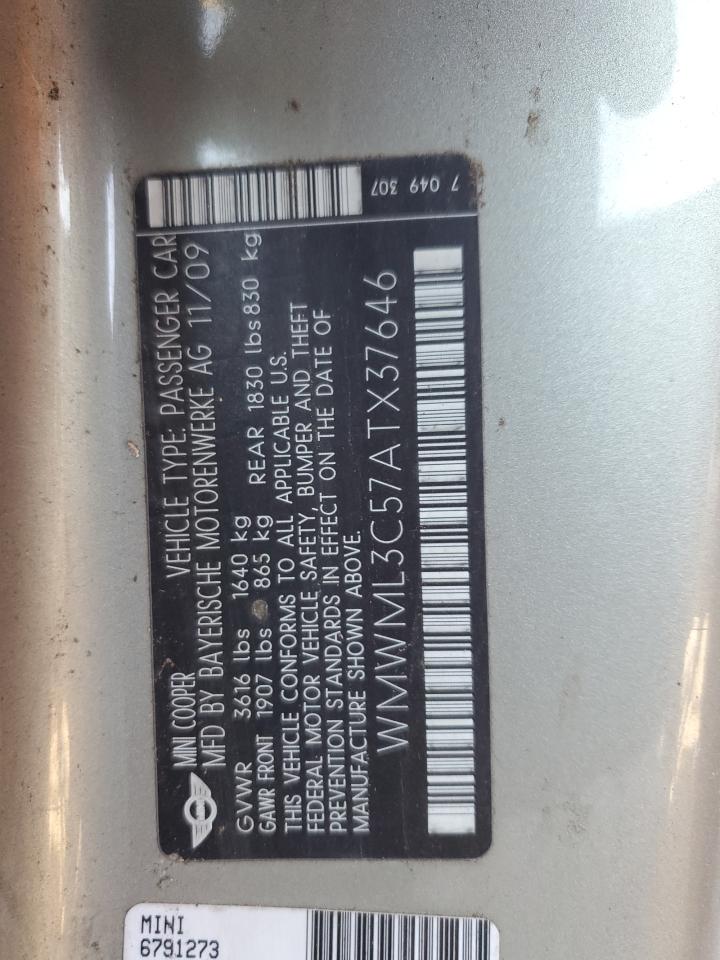 7 049 307
MINI COOPER VEHICLE TYPE: PASSENGER CAR
MFD BY BAYERISCHE MOTORENWERKE AG 11/09
GVWR 3616 lbs 1640 kg
GAWR FRONT 1907 lbs 865 kg REAR 1830 lbs 830 kg
THIS VEHICLE CONFORMS TO ALL APPLICABLE U.S.
FEDERAL MOTOR VEHICLE SAFETY, BUMPER AND THEFT
PREVENTION STANDARDS IN EFFECT ON THE DATE OF
MANUFACTURE SHOWN ABOVE.
WMWML3C57ATX37646
MINI
6791273